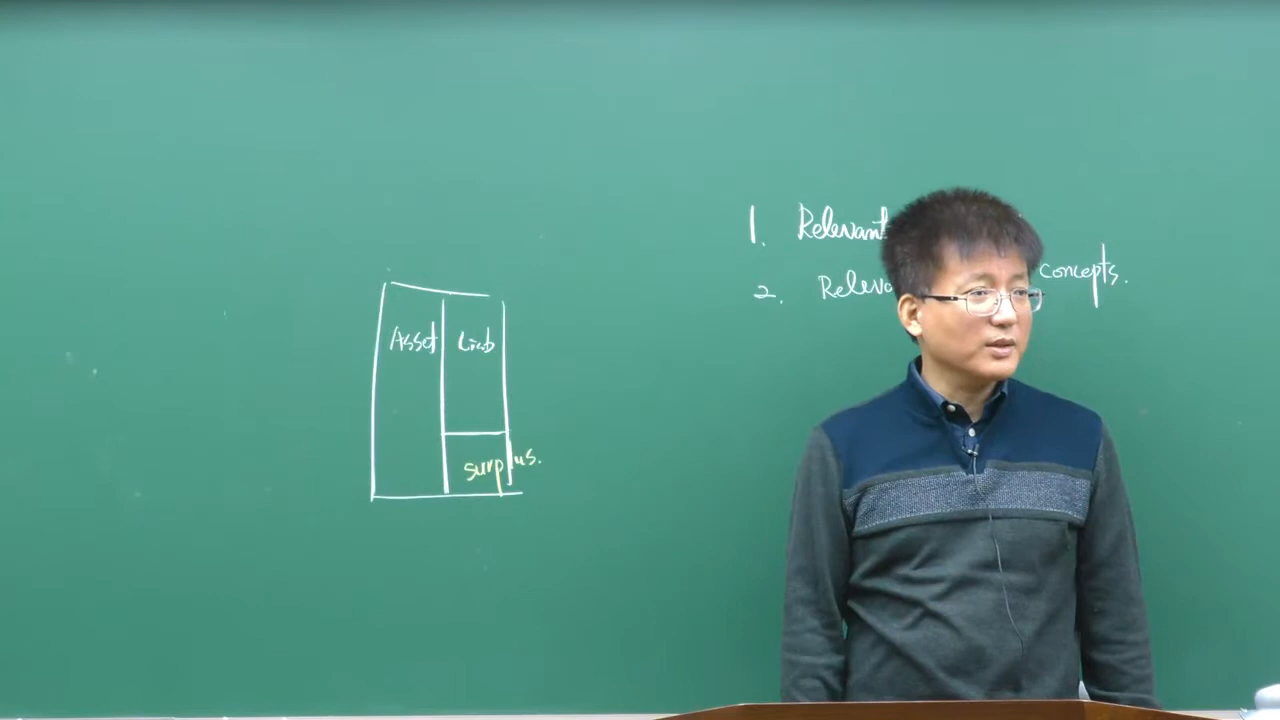 1. Relevant
2. Releva concepts.
Asset Liab
surplus.